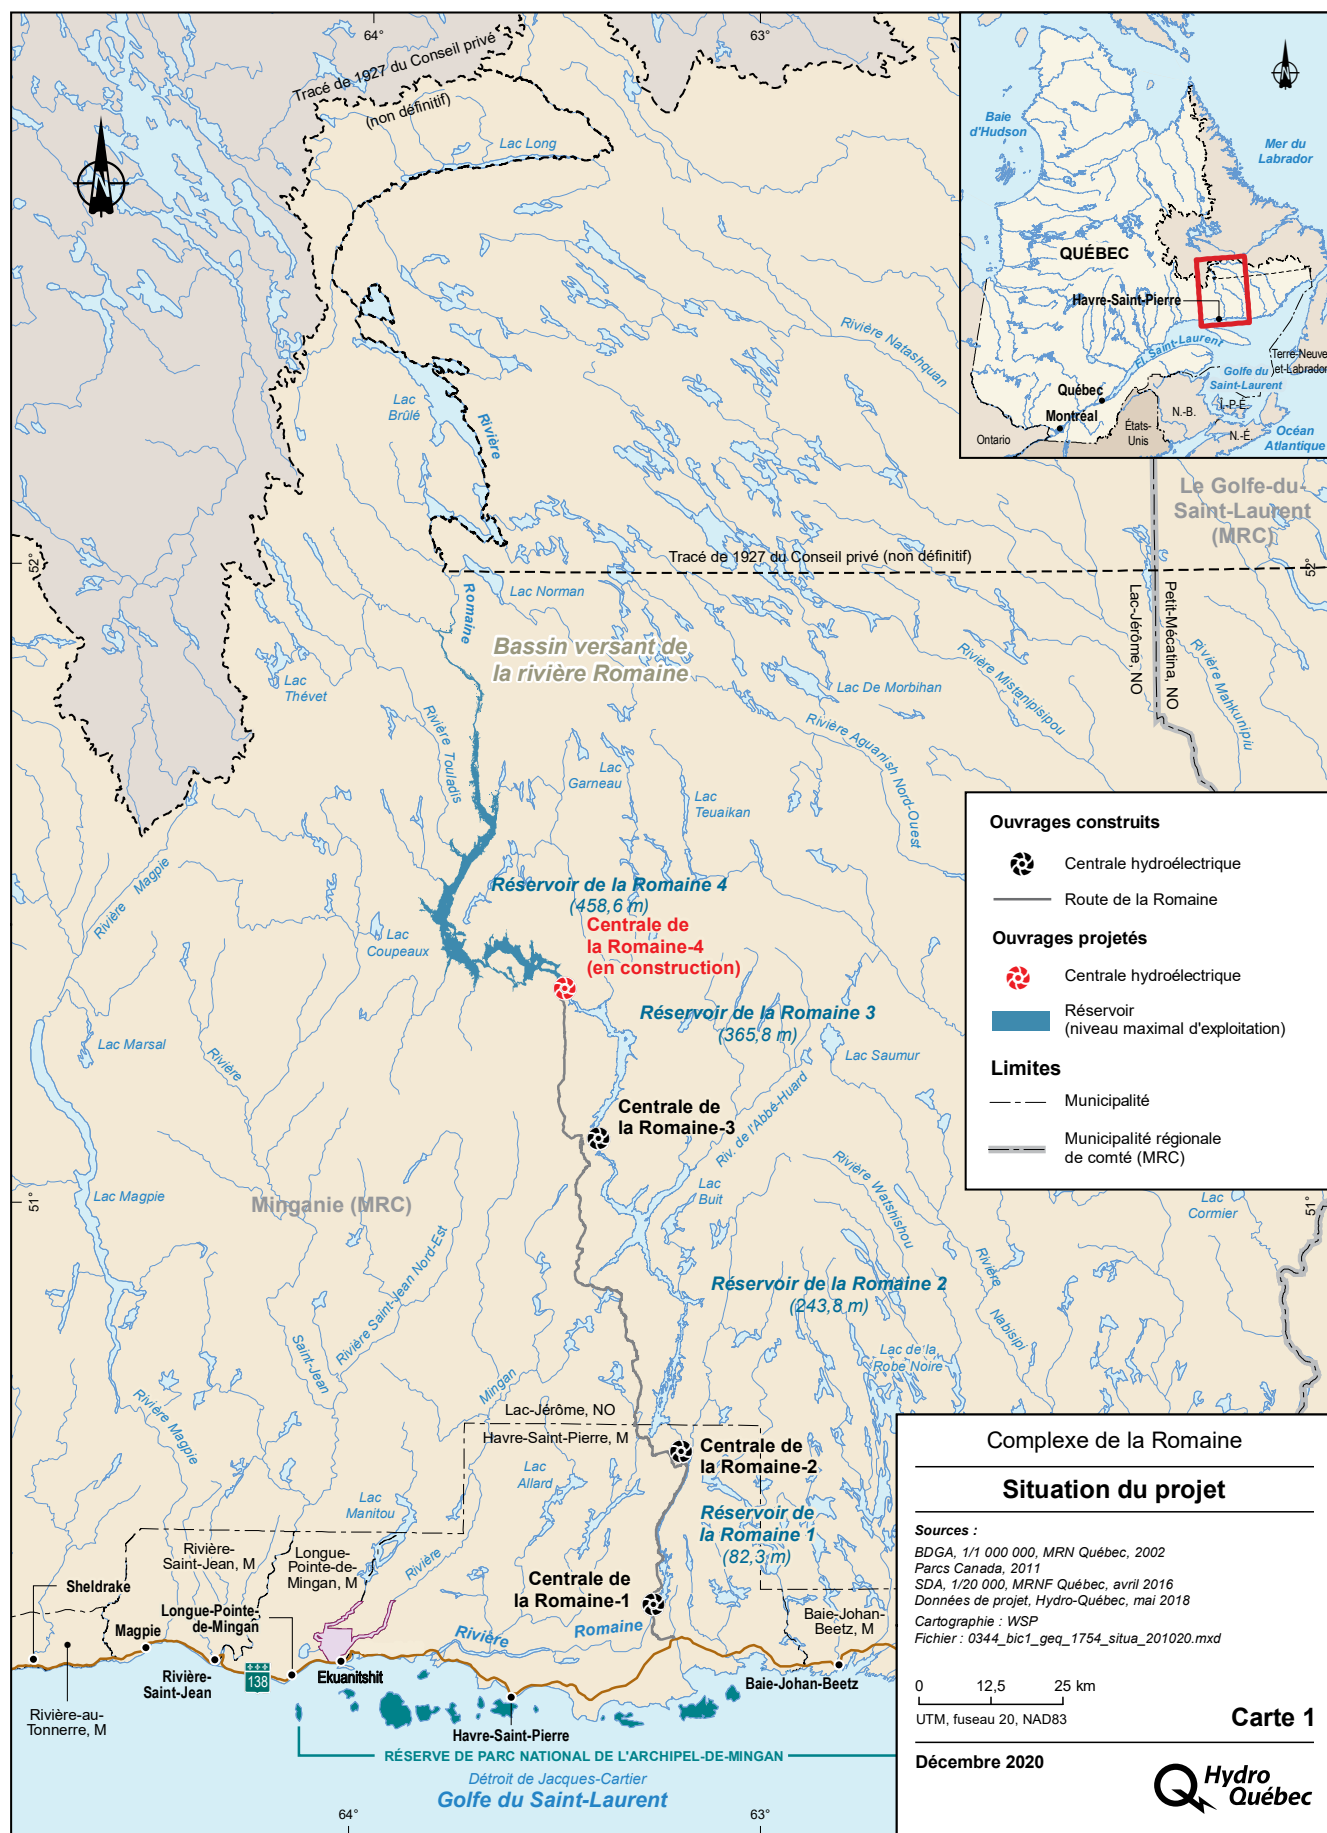 64°
63°
Tracé de 1927 du Conseil privé
(non définitif)
Lac Long
Baie
d'Hudson
Mer du
Labrador
QUÉBEC
Havre-Saint-Pierre
Fl. Saint-Laurent
Terre-Neuve-
et-Labrador
Golfe du
Saint-Laurent
Québec
Montréal
Î.-P.-É.
N.-B.
N.-É.
États-
Unis
Ontario
Océan
Atlantique
Rivière Natashquan
Lac
Brûlé
Rivière
Le Golfe-du-
Saint-Laurent
(MRC)
Tracé de 1927 du Conseil privé (non définitif)
52°
52°
Lac Norman
Romaine
Lac-Jérôme, NO
Petit-Mécatina, NO
Bassin versant de
la rivière Romaine
Rivière Mistanipisipou
Rivière Mahkunipiu
Lac
Thévet
Lac De Morbihan
Rivière Touladis
Rivière Aguanish Nord-Ouest
Lac
Garneau
Lac
Teuaikan
Rivière Magpie
Réservoir de la Romaine 4
(458,6 m)
Centrale de
la Romaine-4
(en construction)
Lac
Coupeaux
Réservoir de la Romaine 3
(365,8 m)
Lac Marsal
Rivière
Lac Saumur
Centrale de
la Romaine-3
Riv. de l'Abbé-Huard
Rivière Watshishou
Lac
Buit
51°
51°
Lac Magpie
Minganie (MRC)
Lac
Cormier
Rivière Saint-Jean Nord-Est
Rivière
Nabisipi
Réservoir de la Romaine 2
(243,8 m)
Saint-Jean
Lac de la
Robe Noire
Mingan
Rivière Magpie
Lac-Jérôme, NO
Havre-Saint-Pierre, M
Centrale de
la Romaine-2
Lac
Allard
Lac
Manitou
Réservoir de
la Romaine 1
(82,3 m)
Rivière-
Saint-Jean, M
Longue-
Pointe-de-
Mingan, M
Rivière
Centrale de
la Romaine-1
Sheldrake
Longue-Pointe-
de-Mingan
Magpie
Rivière
Romaine
Baie-Johan-
Beetz, M
Rivière-
Saint-Jean
138
Ekuanitshit
Baie-Johan-Beetz
Rivière-au-
Tonnerre, M
Havre-Saint-Pierre
RÉSERVE DE PARC NATIONAL DE L'ARCHIPEL-DE-MINGAN
Détroit de Jacques-Cartier
Golfe du Saint-Laurent
64°
63°
Ouvrages construits
Centrale hydroélectrique
Route de la Romaine
Ouvrages projetés
Centrale hydroélectrique
Réservoir
(niveau maximal d'exploitation)
Limites
Municipalité
Municipalité régionale
de comté (MRC)
Complexe de la Romaine
Situation du projet
Sources :
BDGA, 1/1 000 000, MRN Québec, 2002
Parcs Canada, 2011
SDA, 1/20 000, MRNF Québec, avril 2016
Données de projet, Hydro-Québec, mai 2018
Cartographie : WSP
Fichier : 0344_bic1_geq_1754_situa_201020.mxd
0 12,5 25 km
UTM, fuseau 20, NAD83
Carte 1
Décembre 2020
Hydro
Québec
N
N